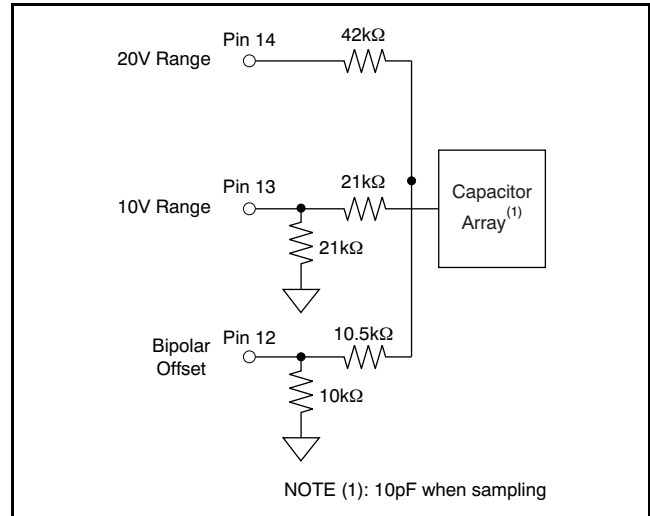 42kΩ
Pin 14
20V Range
21kΩ
Pin 13
10V Range
Capacitor
Array(1)
21kΩ
10.5kΩ
Pin 12
Bipolar
Offset
10kΩ
NOTE (1): 10pF when sampling